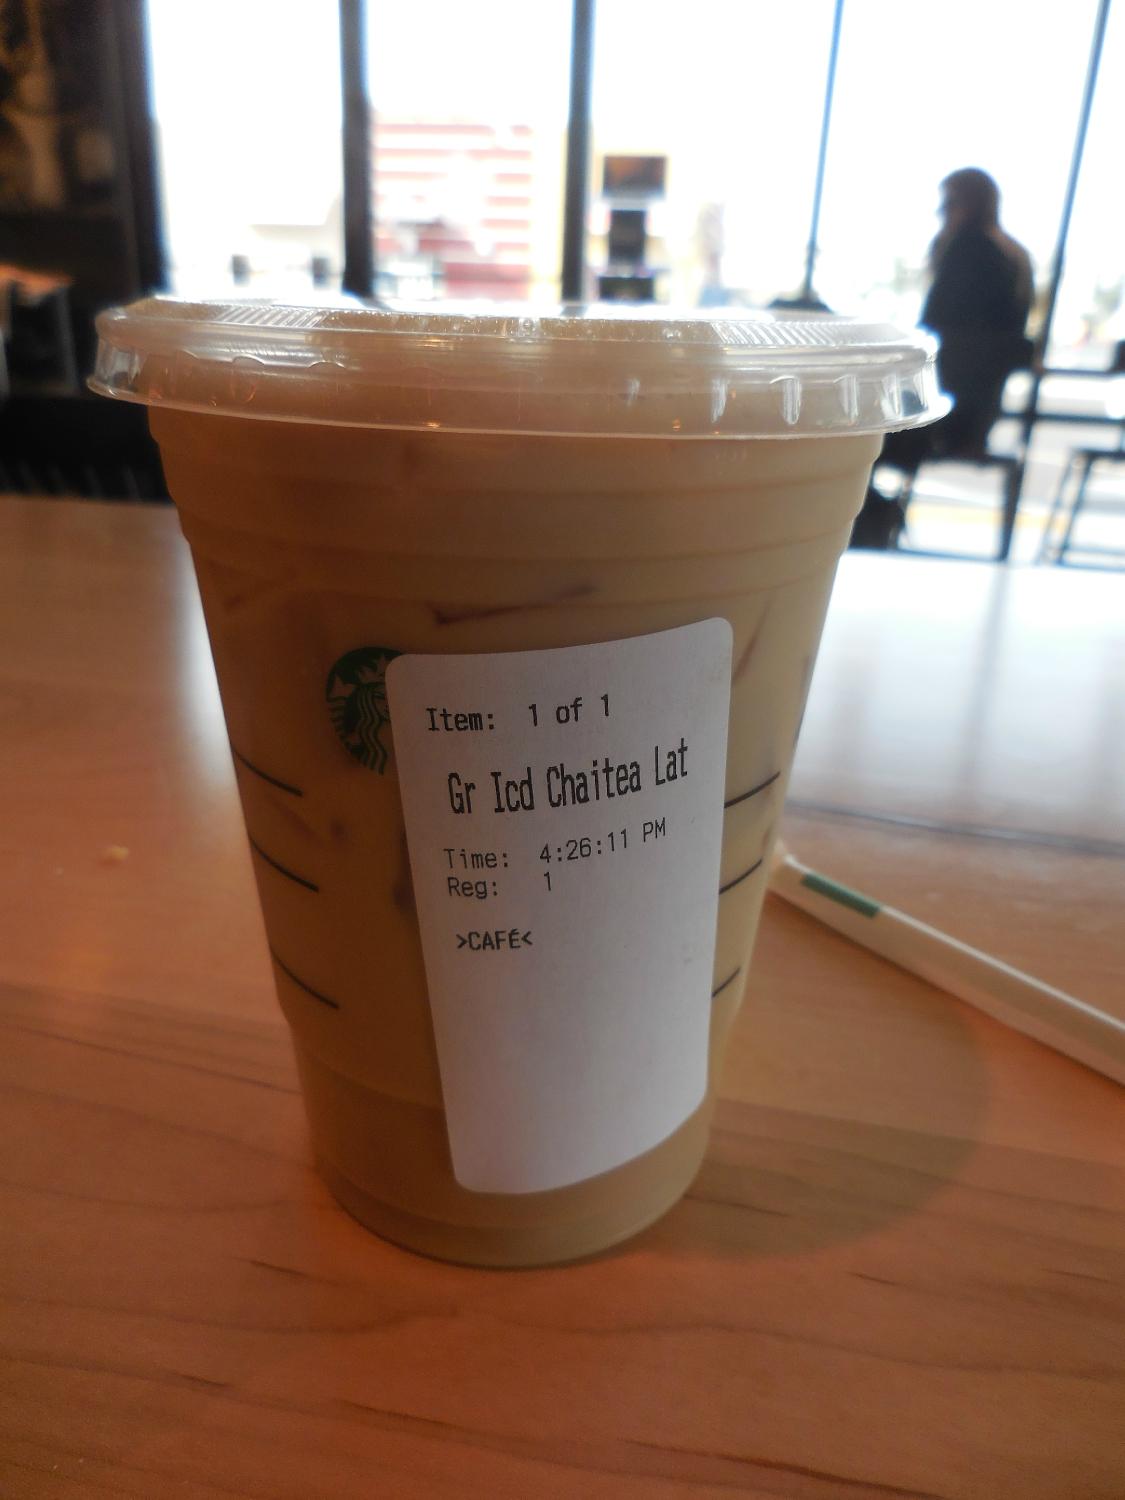 Item: 1 of 1
Gr Icd Chaitea Lat
Time: 4:26:11 PM
Reg: 1
>CAFÉ<